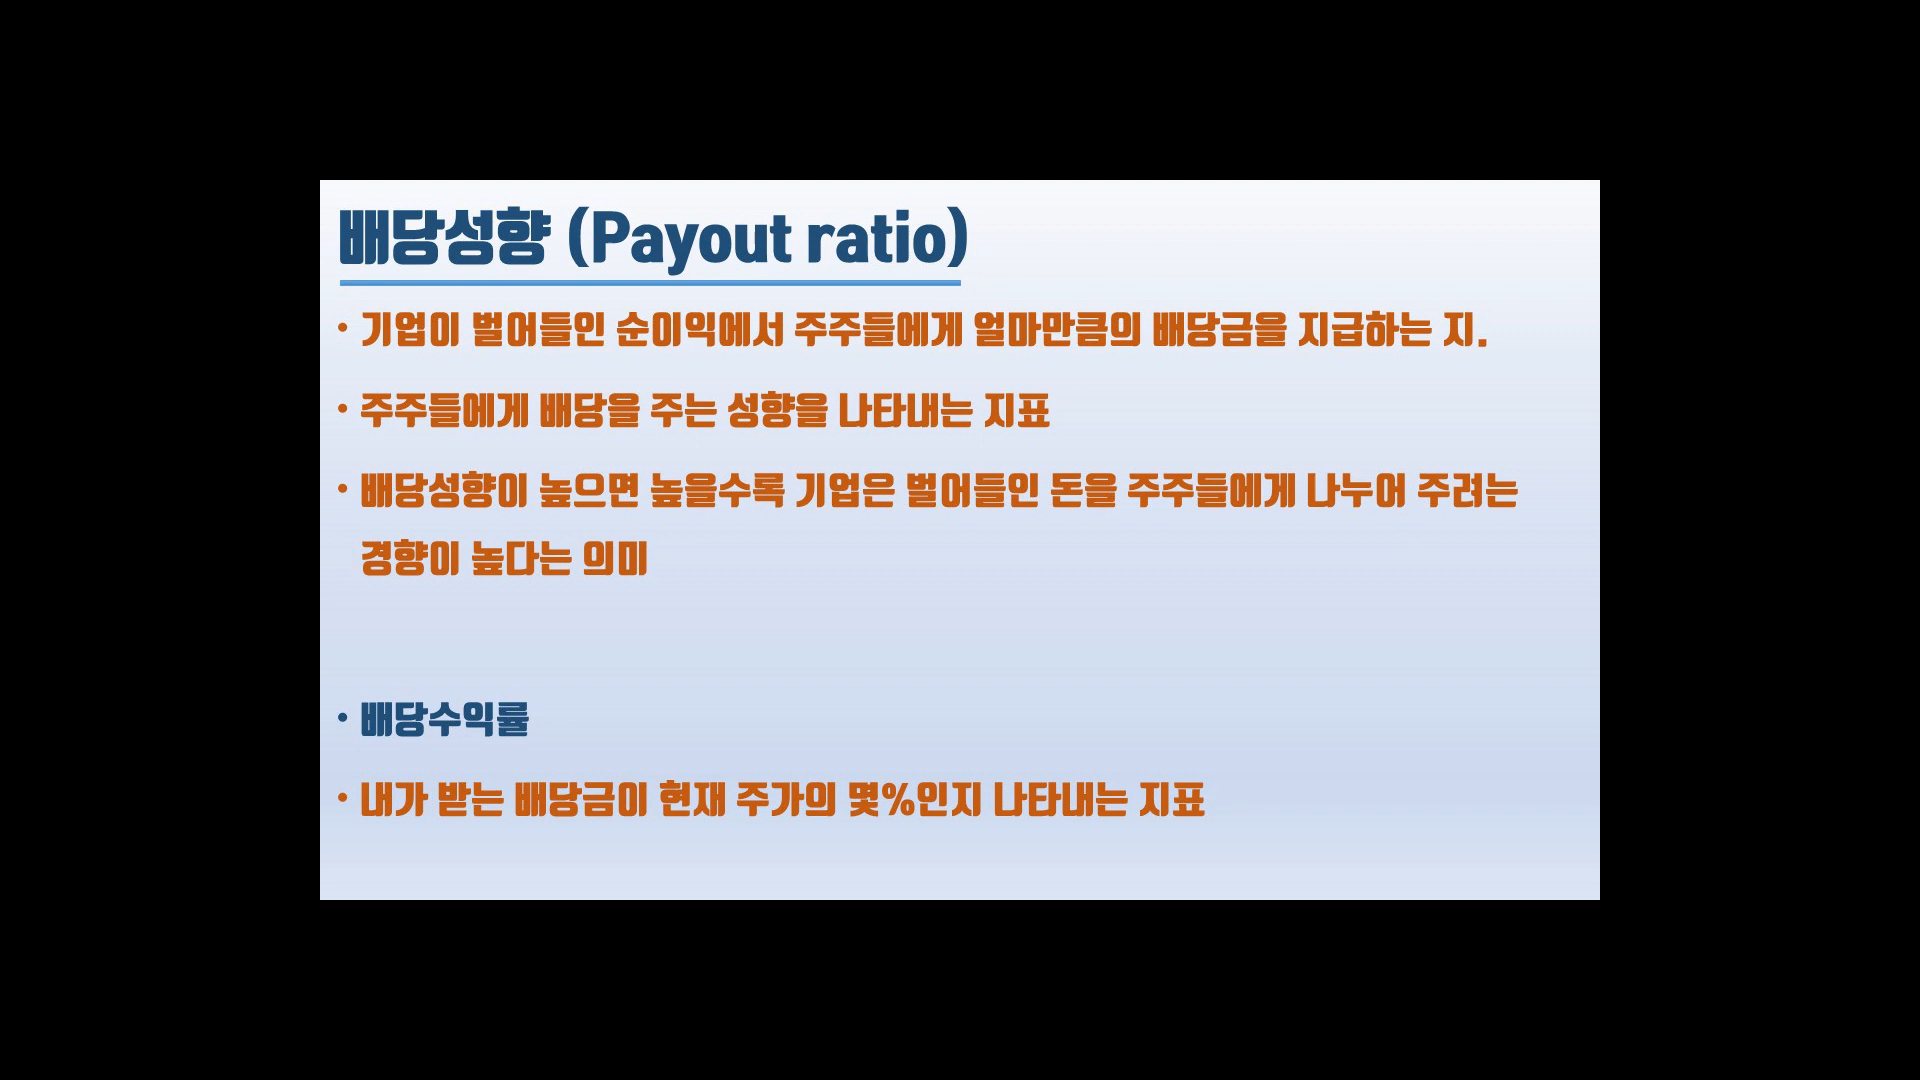 배당성향 (Payout ratio)
• 기업이 벌어들인 순이익에서 주주들에게 얼마만큼의 배당금을 지급하는 지.
• 주주들에게 배당을 주는 성향을 나타내는 지표
• 배당성향이 높으면 높을수록 기업은 벌어들인 돈을 주주들에게 나누어 주려는
경향이 높다는 의미
• 배당수익률
• 내가 받는 배당금이 현재 주가의 몇%인지 나타내는 지표